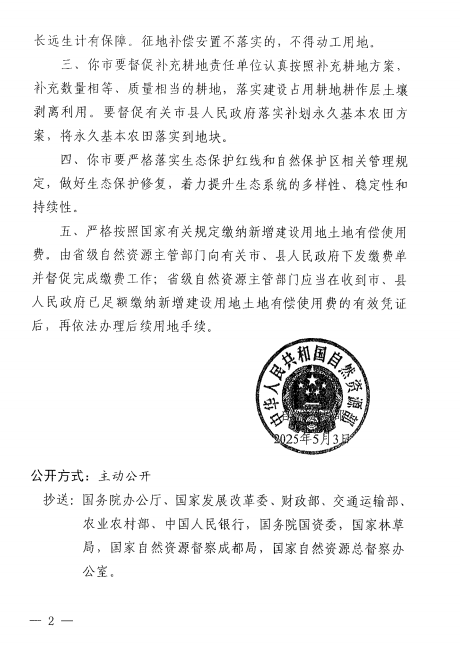 长远生计有保障。征地补偿安置不落实的，不得动工用地。
三、你市要督促补充耕地责任单位认真按照补充耕地方案，
补充数量相等、质量相当的耕地，落实建设占用耕地耕作层土壤
剥离利用。要督促有关市县人民政府落实补划永久基本农田方
案，将永久基本农田落实到地块。
四、你市要严格落实生态保护红线和自然保护区相关管理规
定，做好生态保护修复，着力提升生态系统的多样性、稳定性和
持续性。
五、严格按照国家有关规定缴纳新增建设用地土地有偿使用
费。由省级自然资源主管部门向有关市、县人民政府下发缴费单
并督促完成缴费工作；省级自然资源主管部门应当在收到市、县
人民政府已足额缴纳新增建设用地土地有偿使用费的有效凭证
后，再依法办理后续用地手续。
中华人民共和国自然资源部
2025年5月3日
公开方式：主动公开
抄送：国务院办公厅、国家发展改革委、财政部、交通运输部、
农业农村部、中国人民银行，国务院国资委，国家林草
局，国家自然资源督察成都局，国家自然资源总督察办
公室。
— 2 —